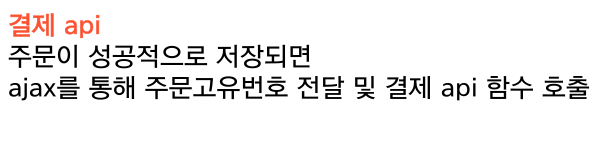 결제 api
주문이 성공적으로 저장되면
ajax를 통해 주문고유번호 전달 및 결제 api 함수 호출